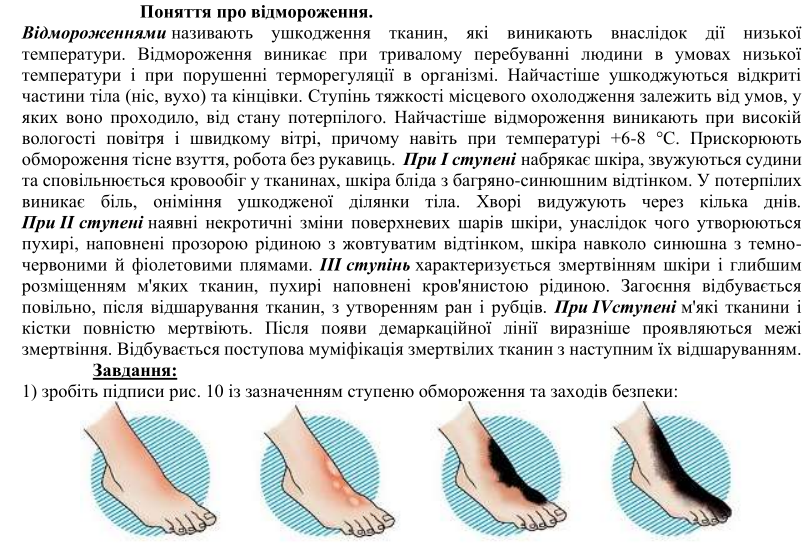 Поняття про відмороження.
Відмороженнями називають ушкодження тканин, які виникають внаслідок дії низької
температури. Відмороження виникає при тривалому перебуванні людини в умовах низької
температури і при порушенні терморегуляції в організмі. Найчастіше ушкоджуються відкриті
частини тіла (ніс, вухо) та кінцівки. Ступінь тяжкості місцевого охолодження залежить від умов, у
яких воно проходило, від стану потерпілого. Найчастіше відмороження виникають при високій
вологості повітря і швидкому вітрі, причому навіть при температурі +6-8 °С. Прискорюють
обмороження тісне взуття, робота без рукавиць. При І ступені набрякає шкіра, звужуються судини
та сповільнюється кровообіг у тканинах, шкіра бліда з багряно-синюшним відтінком. У потерпілих
виникає біль, оніміння ушкодженої ділянки тіла. Хворі видужують через кілька днів.
При ІІ ступені наявні некротичні зміни поверхневих шарів шкіри, унаслідок чого утворюються
пухирі, наповнені прозорою рідиною з жовтуватим відтінком, шкіра навколо синюшна з темно-
червоними й фіолетовими плямами. ІІІ ступінь характеризується змертвінням шкіри і глибшим
розміщенням м'яких тканин, пухирі наповнені кров'янистою рідиною. Загоєння відбувається
повільно, після відшарування тканин, з утворенням ран і рубців. При IVступені м'які тканини і
кістки повністю мертвіють. Після появи демаркаційної лінії виразніше проявляються межі
змертвіння. Відбувається поступова муміфікація змертвілих тканин з наступним їх відшаруванням.
Завдання:
1) зробіть підписи рис. 10 із зазначенням ступеню обмороження та заходів безпеки: